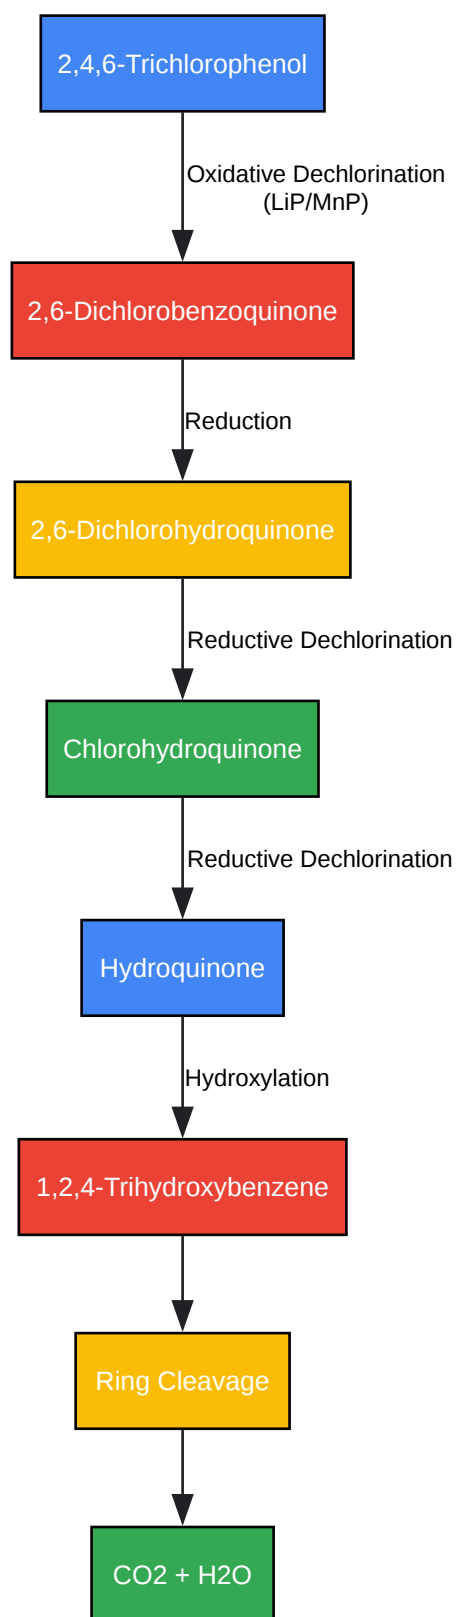 2,4,6-Trichlorophenol
Oxidative Dechlorination
(LiP/MnP)
2,6-Dichlorobenzoquinone
Reduction
2,6-Dichlorohydroquinone
Reductive Dechlorination
Chlorohydroquinone
Reductive Dechlorination
Hydroquinone
Hydroxylation
1,2,4-Trihydroxybenzene
Ring Cleavage
CO2 + H2O